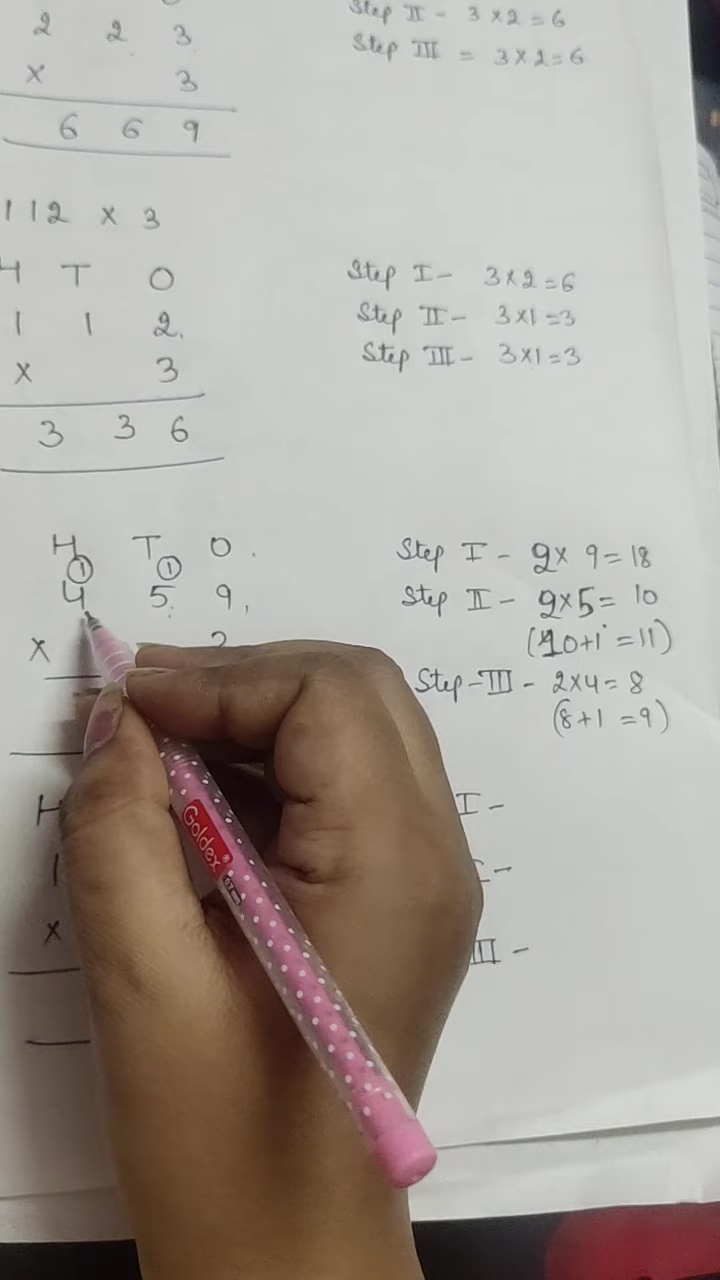 Step II - 3 x 2 = 6
2 2 3
Step III = 3 x 2 = 6
x 3
6 6 9
112 x 3
H T O
Step I - 3 x 2 = 6
1 1 2
Step II - 3 x 1 = 3
x 3
Step III - 3 x 1 = 3
3 3 6
H T O
Step I - 2 x 9 = 18
1 1
4 5 9
Step II - 2 x 5 = 10
x 2
(10+1 = 11)
Step-III - 2 x 4 = 8
(8+1 = 9)
H
I -
1
x
III -
Goldex